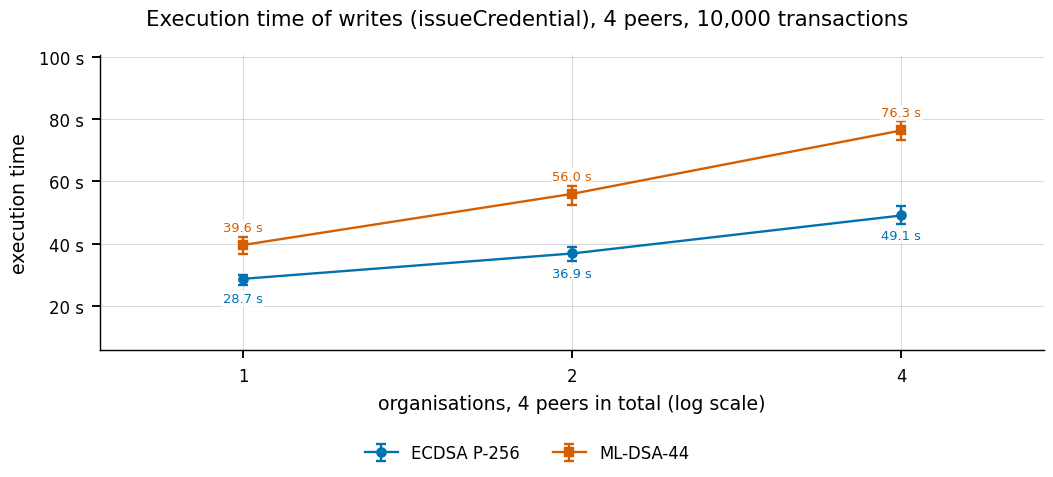 Execution time of writes (issueCredential), 4 peers, 10,000 transactions
100 s
80 s
60 s
40 s
20 s
execution time
39.6 s
56.0 s
76.3 s
28.7 s
36.9 s
49.1 s
1
2
4
organisations, 4 peers in total (log scale)
ECDSA P-256
ML-DSA-44